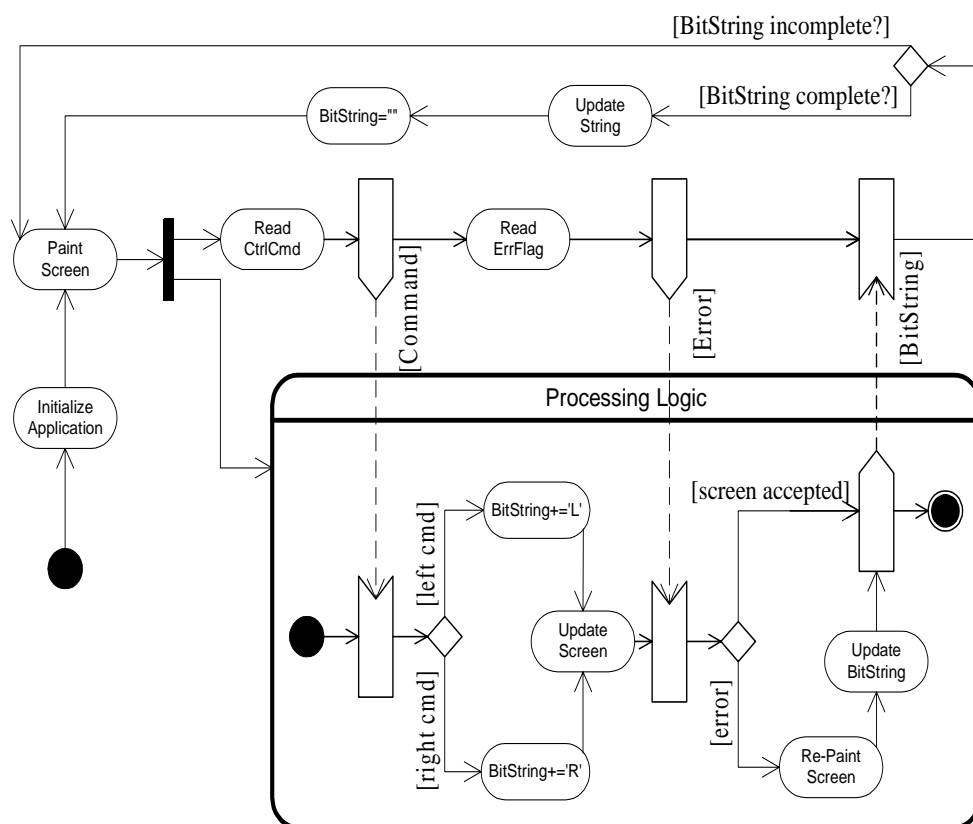 [BitString incomplete?]
[BitString complete?]
BitString=""
Update
String
Paint
Screen
Read
CtrlCmd
Read
ErrFlag
[Command]
[Error]
[BitString]
Initialize
Application
Processing Logic
[screen accepted]
BitString+='L'
[left cmd]
Update
Screen
Update
BitString
[right cmd]
[error]
BitString+='R'
Re-Paint
Screen